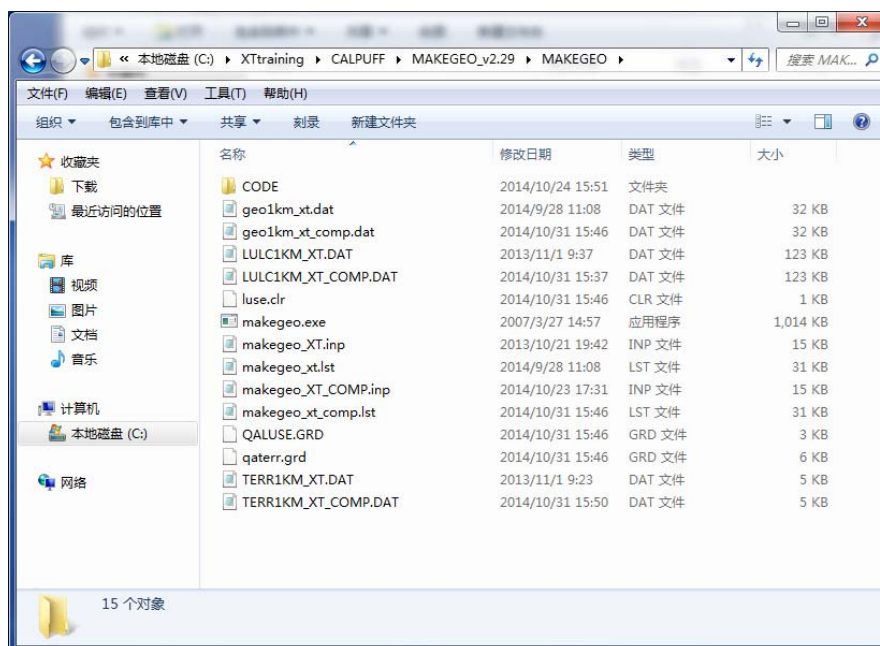 « 本地磁盘 (C:) ▸ XTtraining ▸ CALPUFF ▸ MAKEGEO_v2.29 ▸ MAKEGEO ▸ 搜索 MAK...
文件(F) 编辑(E) 查看(V) 工具(T) 帮助(H)
组织 包含到库中 共享 刻录 新建文件夹
收藏夹
下载
最近访问的位置
库
视频
图片
文档
音乐
计算机
本地磁盘 (C:)
网络
名称 修改日期 类型 大小
CODE 2014/10/24 15:51 文件夹
geo1km_xt.dat 2014/9/28 11:08 DAT 文件 32 KB
geo1km_xt_comp.dat 2014/10/31 15:46 DAT 文件 32 KB
LULC1KM_XT.DAT 2013/11/1 9:37 DAT 文件 123 KB
LULC1KM_XT_COMP.DAT 2014/10/31 15:37 DAT 文件 123 KB
luse.clr 2014/10/31 15:46 CLR 文件 1 KB
makegeo.exe 2007/3/27 14:57 应用程序 1,014 KB
makegeo_XT.inp 2013/10/21 19:42 INP 文件 15 KB
makegeo_xt.lst 2014/9/28 11:08 LST 文件 31 KB
makegeo_XT_COMP.inp 2014/10/23 17:31 INP 文件 15 KB
makegeo_xt_comp.lst 2014/10/31 15:46 LST 文件 31 KB
QALUSE.GRD 2014/10/31 15:46 GRD 文件 3 KB
qaterr.grd 2014/10/31 15:46 GRD 文件 6 KB
TERR1KM_XT.DAT 2013/11/1 9:23 DAT 文件 5 KB
TERR1KM_XT_COMP.DAT 2014/10/31 15:50 DAT 文件 5 KB
15 个对象